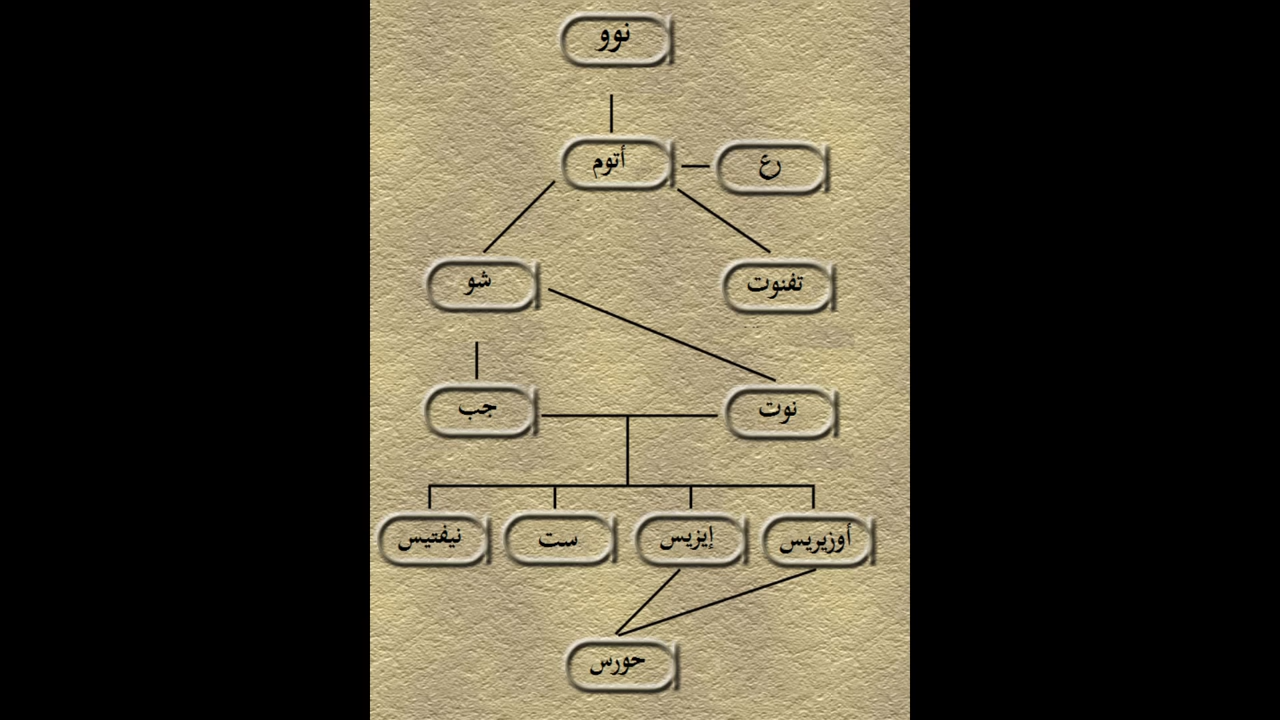 نوو
رع
أتوم
تفنوت
شو
نوت
جب
أوزيريس
إيزيس
ست
نيفتيس
حورس